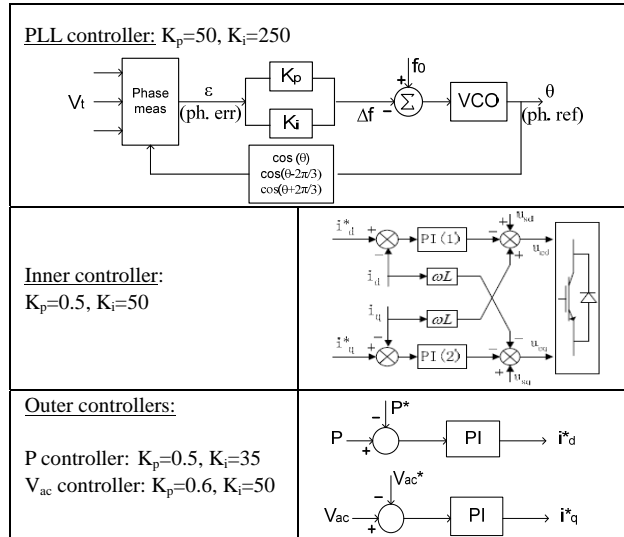 PLL controller: Kp=50, Ki=250
Vt
Phase
meas
ε
(ph. err)
Kp
Ki
Δf
f0
+
-
Σ
VCO
θ
(ph. ref)
cos (θ)
cos(θ-2π/3)
cos(θ+2π/3)
Inner controller:
Kp=0.5, Ki=50
i*d
+
-
PI(1)
-
+
usd
+
ucd
id
ωL
iq
ωL
i*q
-
+
PI(2)
-
-
+
usq
ucq
Outer controllers:
P controller: Kp=0.5, Ki=35
Vac controller: Kp=0.6, Ki=50
P*
-
P
+
PI
i*d
Vac*
-
Vac
+
PI
i*q